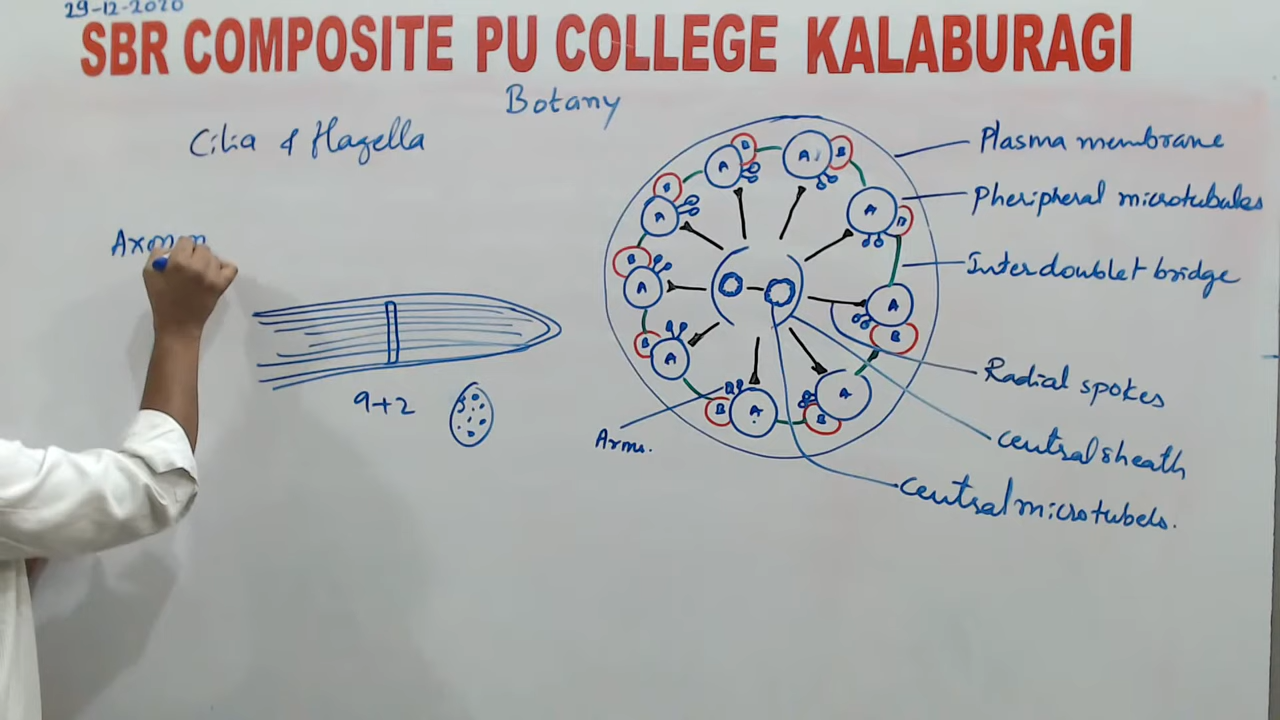 29-12-2020
SBR COMPOSITE PU COLLEGE KALABURAGI
Botany
Cilia & Flagella
Plasma membrane
Pheripheral microtubules
Interdoublet bridge
Radial spokes
central sheath
central microtubels.
Arms.
9+2
A B
A B
A B
A B
A B
A B
A B
A B
A B